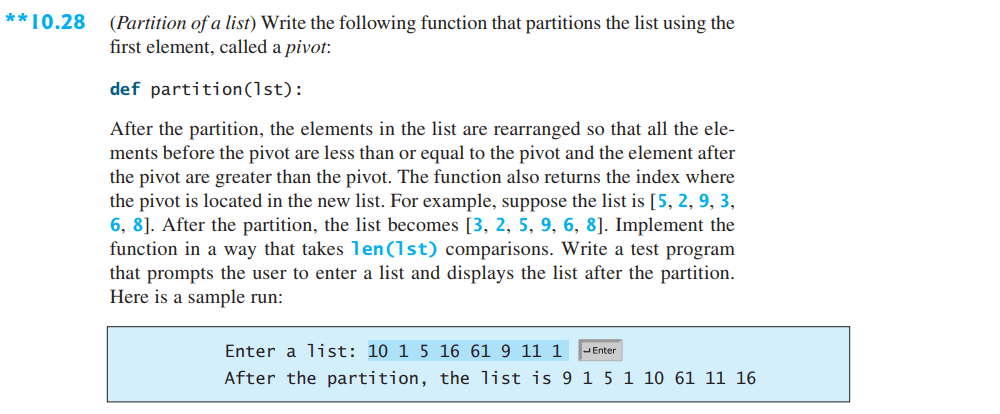 **10.28 (Partition of a list) Write the following function that partitions the list using the
first element, called a pivot:
def partition(lst):
After the partition, the elements in the list are rearranged so that all the ele-
ments before the pivot are less than or equal to the pivot and the element after
the pivot are greater than the pivot. The function also returns the index where
the pivot is located in the new list. For example, suppose the list is [5, 2, 9, 3,
6, 8]. After the partition, the list becomes [3, 2, 5, 9, 6, 8]. Implement the
function in a way that takes len(lst) comparisons. Write a test program
that prompts the user to enter a list and displays the list after the partition.
Here is a sample run:
Enter a list: 10 1 5 16 61 9 11 1 ↵Enter
After the partition, the list is 9 1 5 1 10 61 11 16